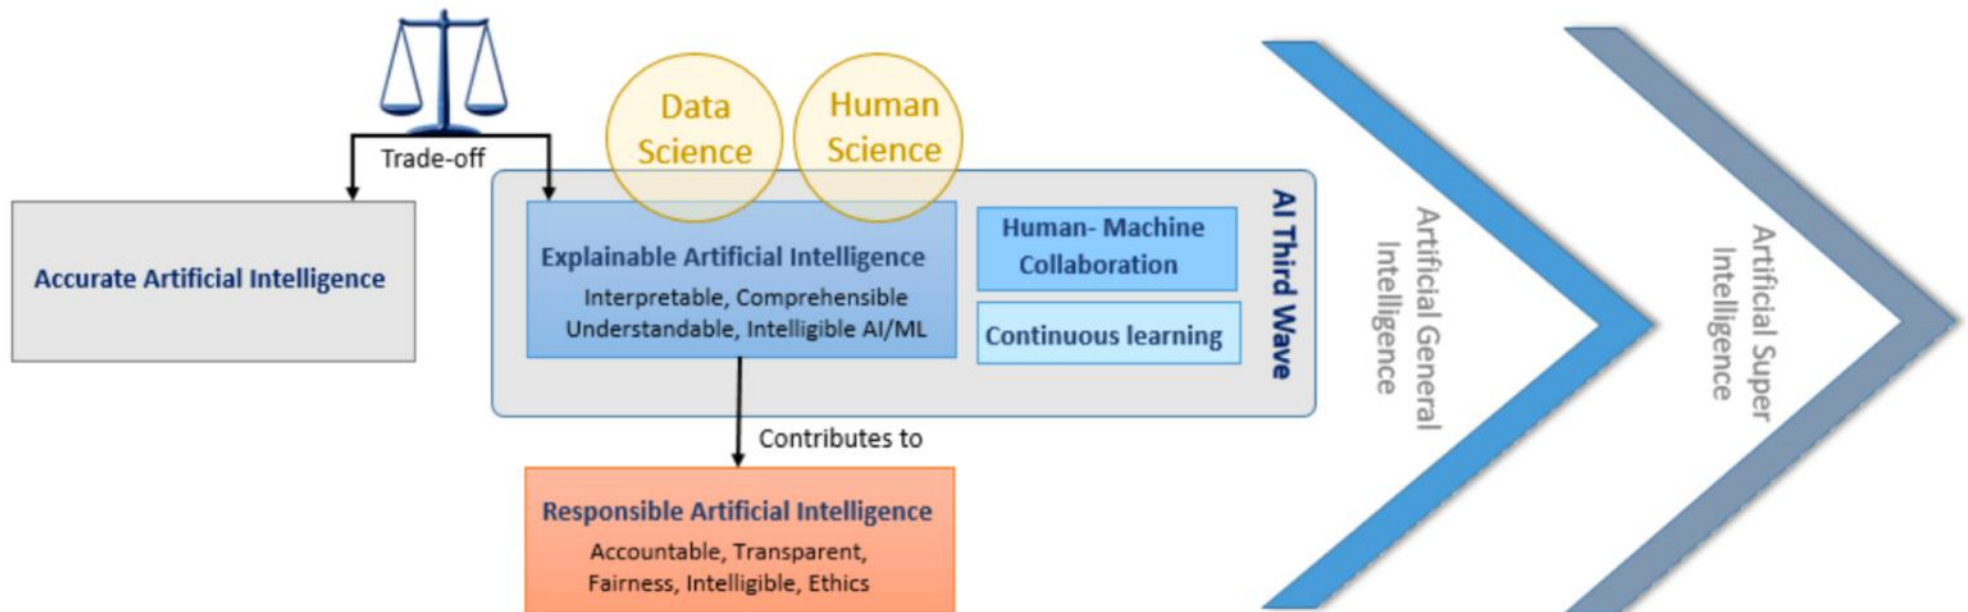 Trade-off
Accurate Artificial Intelligence
Data
Science
Human
Science
Explainable Artificial Intelligence
Interpretable, Comprehensible
Understandable, Intelligible AI/ML
Human- Machine
Collaboration
Continuous learning
AI Third Wave
Contributes to
Responsible Artificial Intelligence
Accountable, Transparent,
Fairness, Intelligible, Ethics
Artificial General
Intelligence
Artificial Super
Intelligence